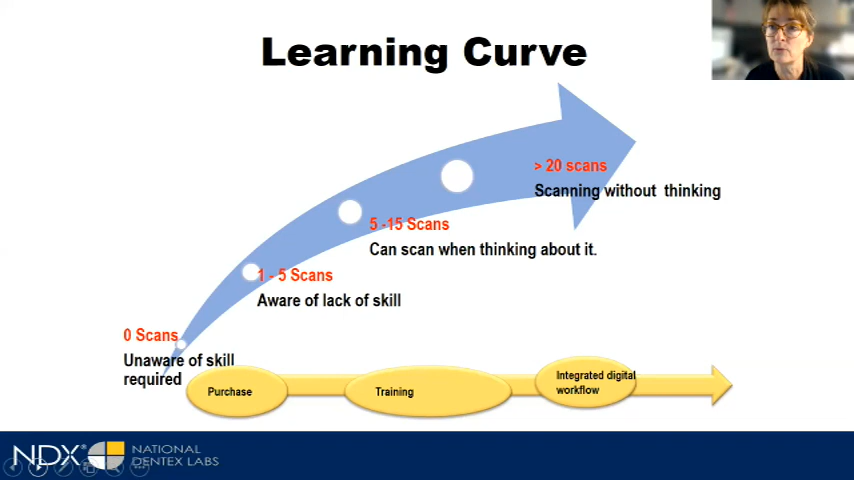 Learning Curve
> 20 scans
Scanning without thinking
5 -15 Scans
Can scan when thinking about it.
1 - 5 Scans
Aware of lack of skill
0 Scans
Unaware of skill
required
Purchase
Training
Integrated digital
workflow
NDX®
NATIONAL
DENTEX LABS